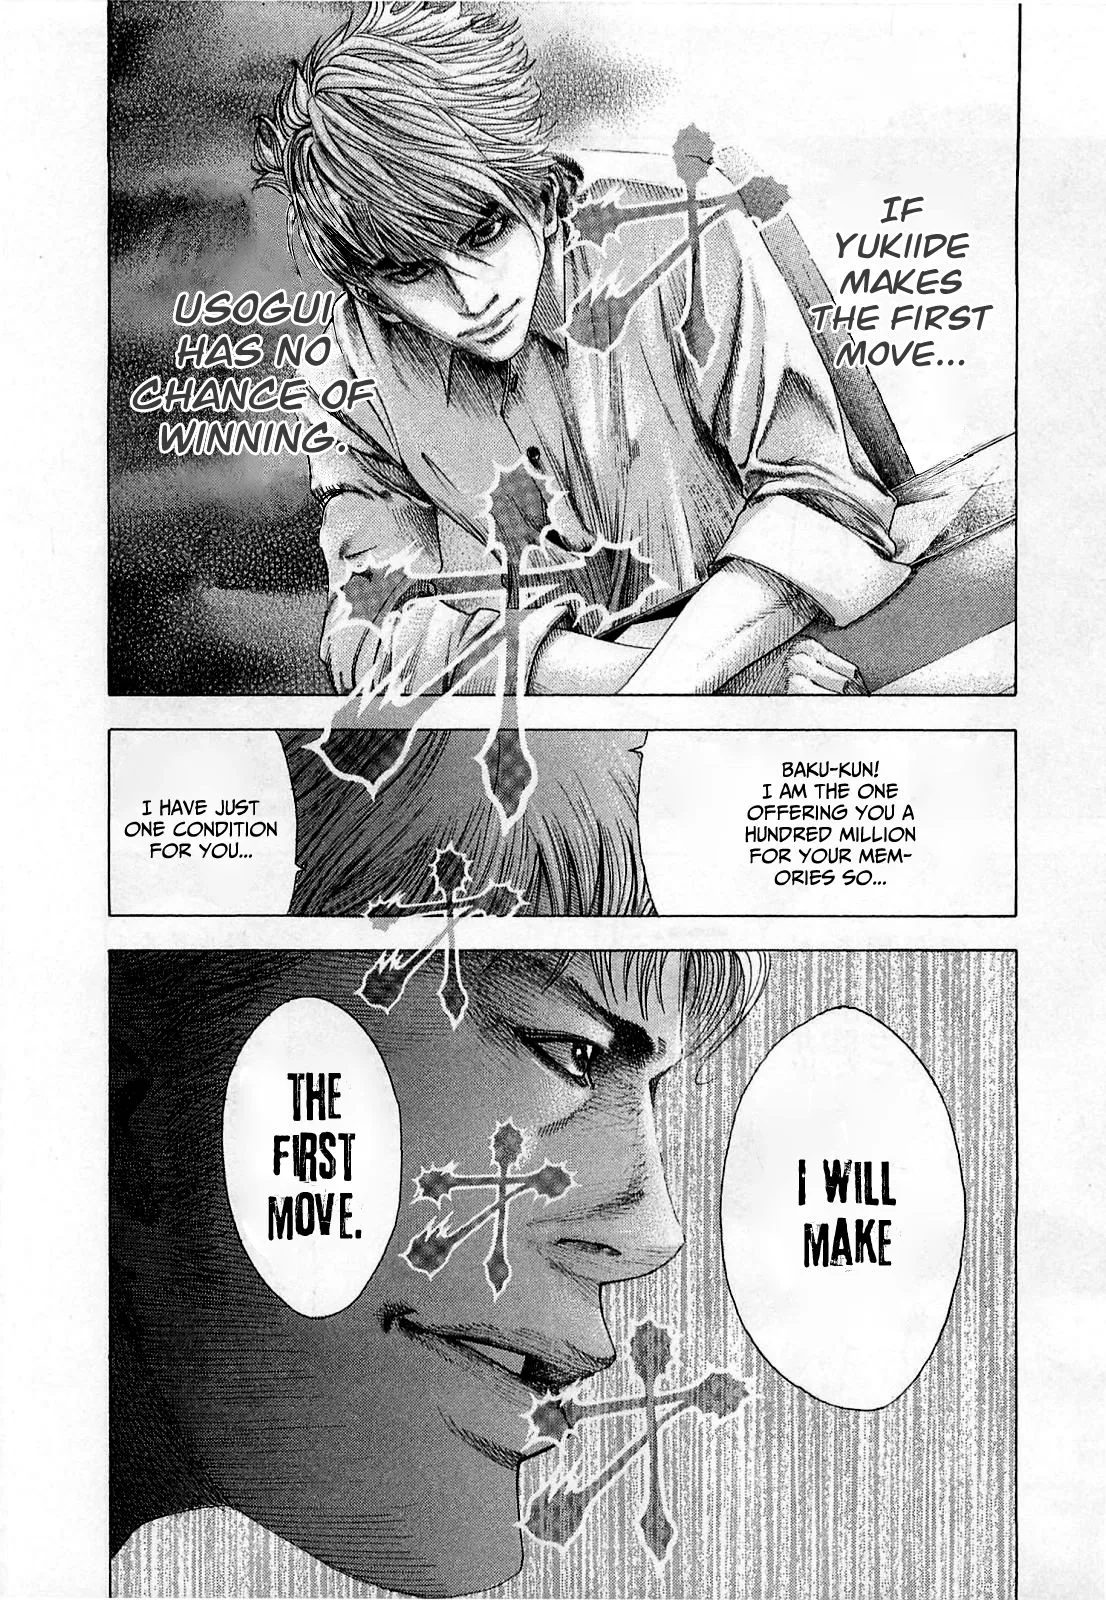 IF
YUKIIDE
MAKES
THE FIRST
MOVE...
USOGUI
HAS NO
CHANCE OF
WINNING.
BAKU-KUN!
I AM THE ONE
OFFERING YOU A
HUNDRED MILLION
FOR YOUR MEM-
ORIES SO...
I HAVE JUST
ONE CONDITION
FOR YOU...
I WILL
MAKE
THE
FIRST
MOVE.